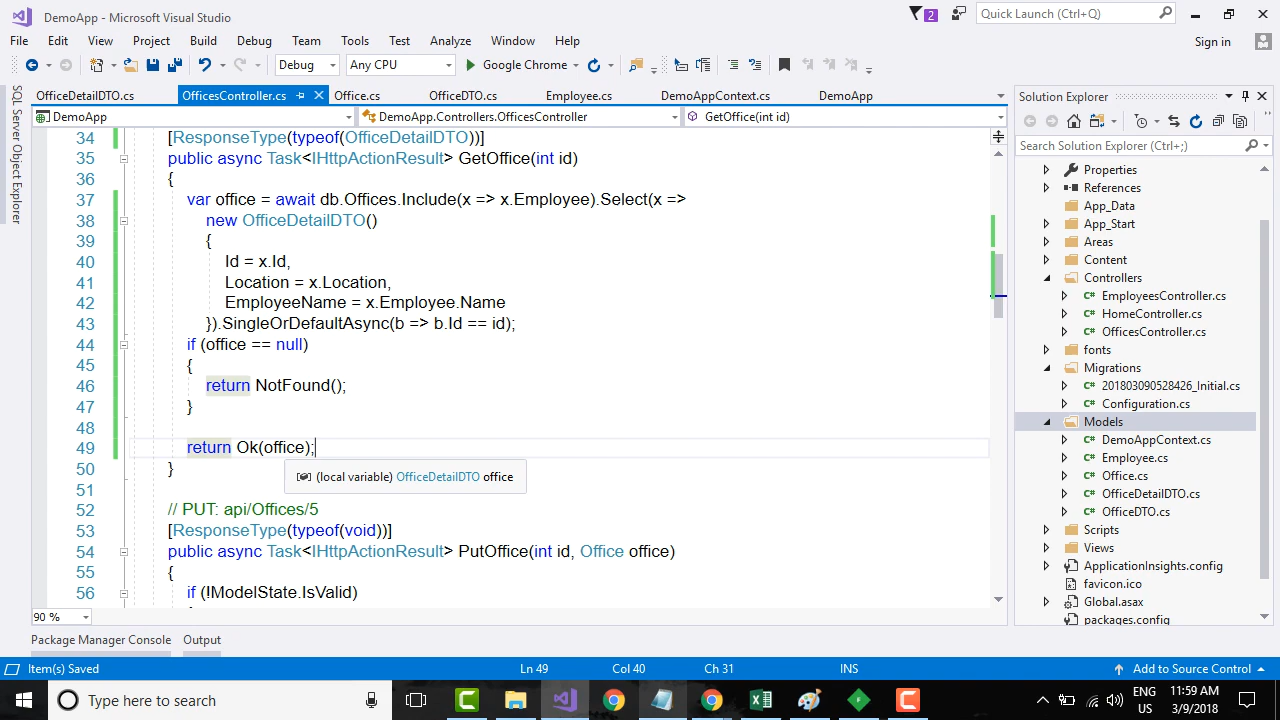 DemoApp - Microsoft Visual Studio
2
Quick Launch (Ctrl+Q)
File Edit View Project Build Debug Team Tools Test Analyze Window Help
Sign in
Debug Any CPU Google Chrome
SQL Server Object Explorer
OfficeDetailDTO.cs OfficesController.cs Office.cs OfficeDTO.cs Employee.cs DemoAppContext.cs DemoApp
DemoApp DemoApp.Controllers.OfficesController GetOffice(int id)
34 [ResponseType(typeof(OfficeDetailDTO))]
35 public async Task<IHttpActionResult> GetOffice(int id)
36 {
37 var office = await db.Offices.Include(x => x.Employee).Select(x =>
38 new OfficeDetailDTO()
39 {
40 Id = x.Id,
41 Location = x.Location,
42 EmployeeName = x.Employee.Name
43 }).SingleOrDefaultAsync(b => b.Id == id);
44 if (office == null)
45 {
46 return NotFound();
47 }
48
49 return Ok(office);
50 }
(local variable) OfficeDetailDTO office
51
52 // PUT: api/Offices/5
53 [ResponseType(typeof(void))]
54 public async Task<IHttpActionResult> PutOffice(int id, Office office)
55 {
56 if (!ModelState.IsValid)
90 %
Solution Explorer
Search Solution Explorer (Ctrl+;)
Properties
References
App_Data
App_Start
Areas
Content
Controllers
C# EmployeesController.cs
C# HomeController.cs
C# OfficesController.cs
fonts
Migrations
C# 201803090528426_Initial.cs
C# Configuration.cs
Models
C# DemoAppContext.cs
C# Employee.cs
C# Office.cs
C# OfficeDetailDTO.cs
C# OfficeDTO.cs
Scripts
Views
ApplicationInsights.config
favicon.ico
Global.asax
packages.config
Package Manager Console Output
Item(s) Saved Ln 49 Col 40 Ch 31 INS Add to Source Control
Type here to search
ENG
US
11:59 AM
3/9/2018